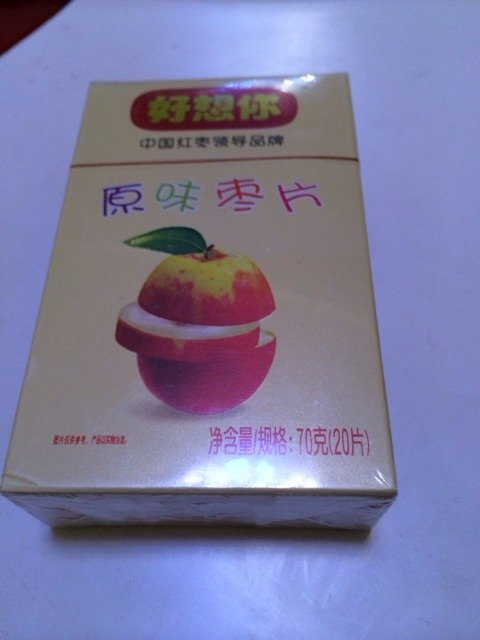 好想你
中国红枣领导品牌
原味枣片
图片仅供参考，产品以实物为准。
净含量/规格：70克(20片)